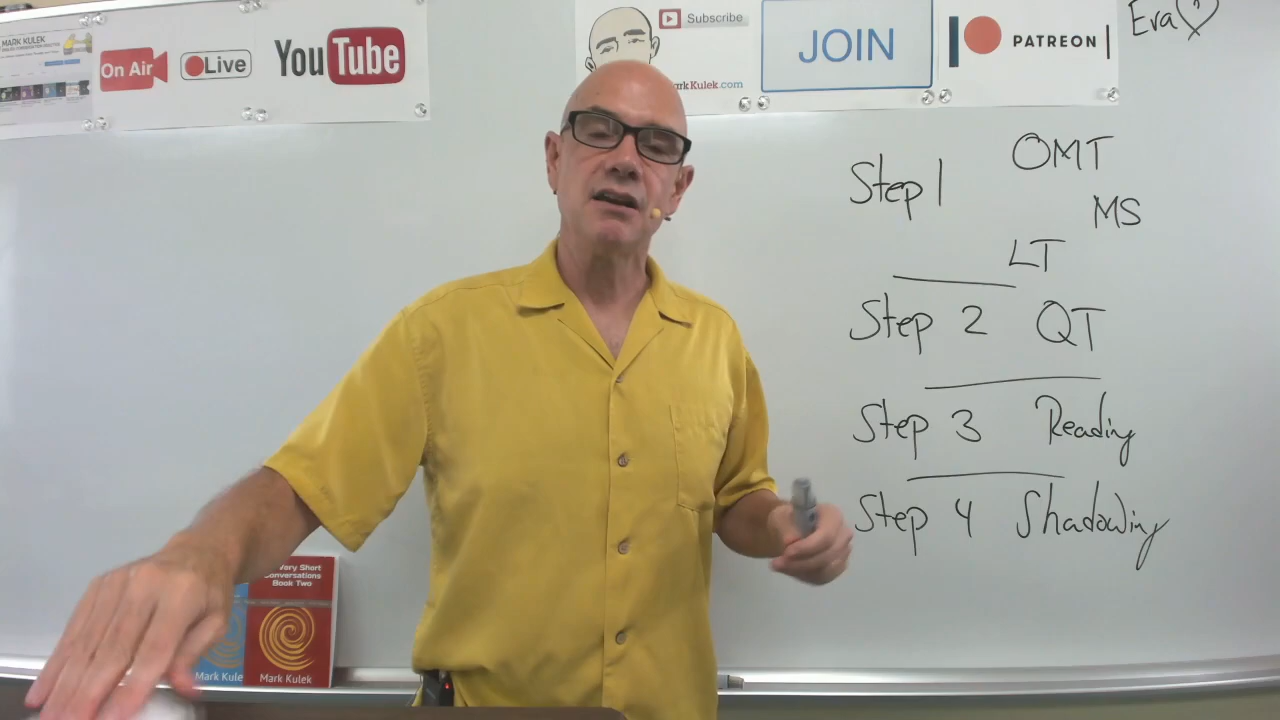 MARK KULEK
On Air
Live
YouTube
Subscribe
rkKulek.com
JOIN
PATREON
Eva
Step 1
OMT
MS
LT
Step 2 QT
Step 3 Reading
Step 4 Shadowing
Very Short
Conversations
Book Two
Mark Kule
Mark Kulek